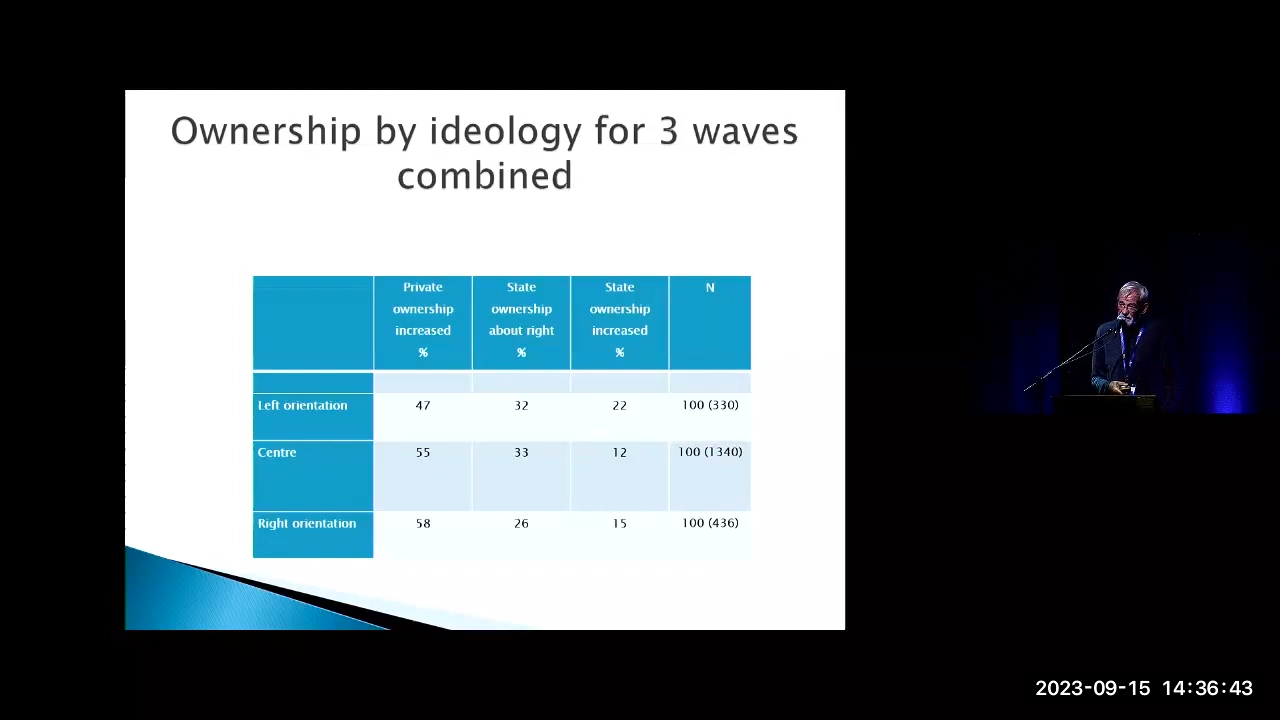 Ownership by ideology for 3 waves
combined
Private ownership increased % State ownership about right % State ownership increased % N
Left orientation 47 32 22 100 (330)
Centre 55 33 12 100 (1340)
Right orientation 58 26 15 100 (436)
2023-09-15 14:36:43